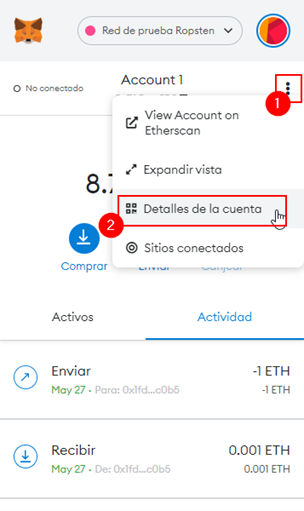 Red de prueba Ropsten
No conectado
Account 1
1
View Account on
Etherscan
8.7
Expandir vista
Detalles de la cuenta
2
Sitios conectados
Comprar
Enviar
Canjear
Activos
Actividad
Enviar
-1 ETH
May 27 · Para: 0x1fd...c0b5
-1 ETH
Recibir
0.001 ETH
May 27 · De: 0x1fd...c0b5
0.001 ETH